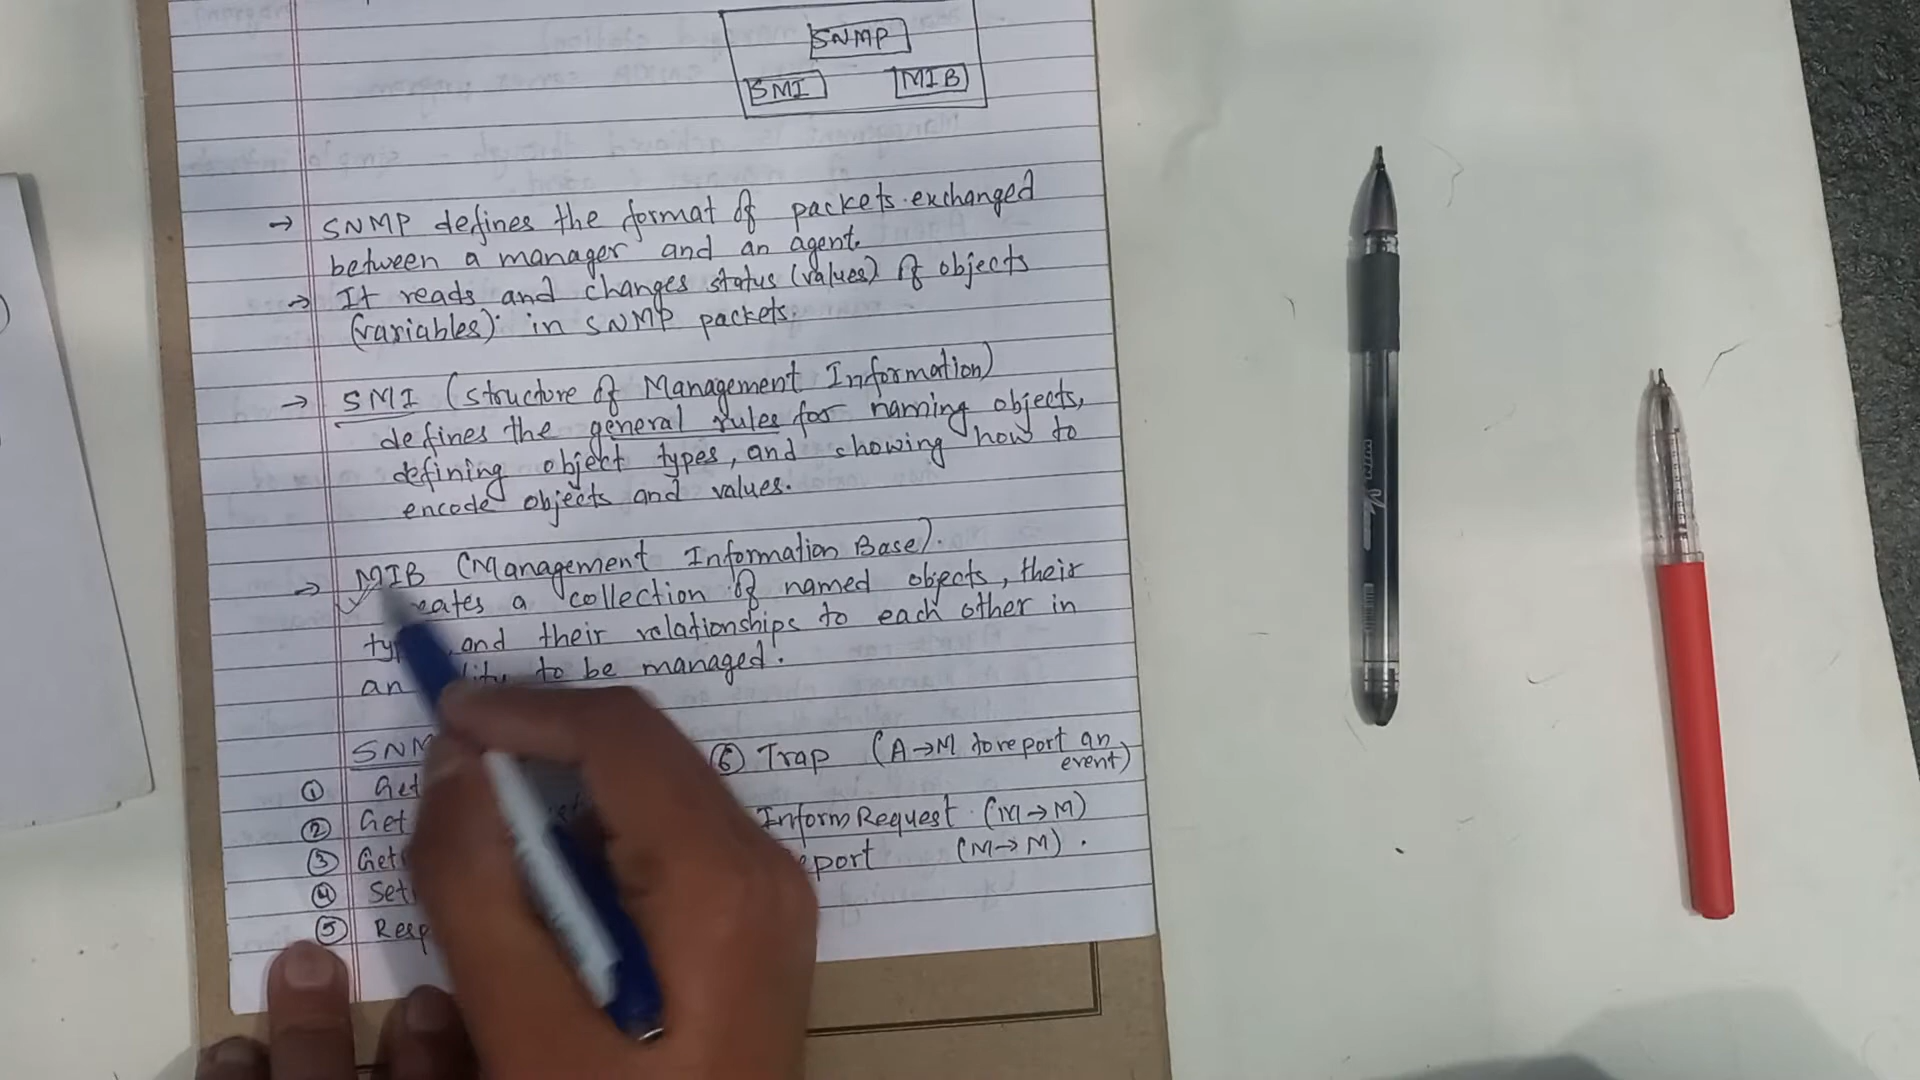 SNMP
SMI MIB
→ SNMP defines the format of packets exchanged
between a manager and an agent.
→ It reads and changes status (values) of objects
(variables) in SNMP packets.
→ SMI (Structure of Management Information)
defines the general rules for naming objects,
defining object types, and showing how to
encode objects and values.
→ MIB (Management Information Base).
a collection of named objects, their
and their relationships to each other in
an to be managed.
⑥ Trap (A→M to report an
event)
①
② Get InformRequest (M→M)
③ (M→M).
④
⑤